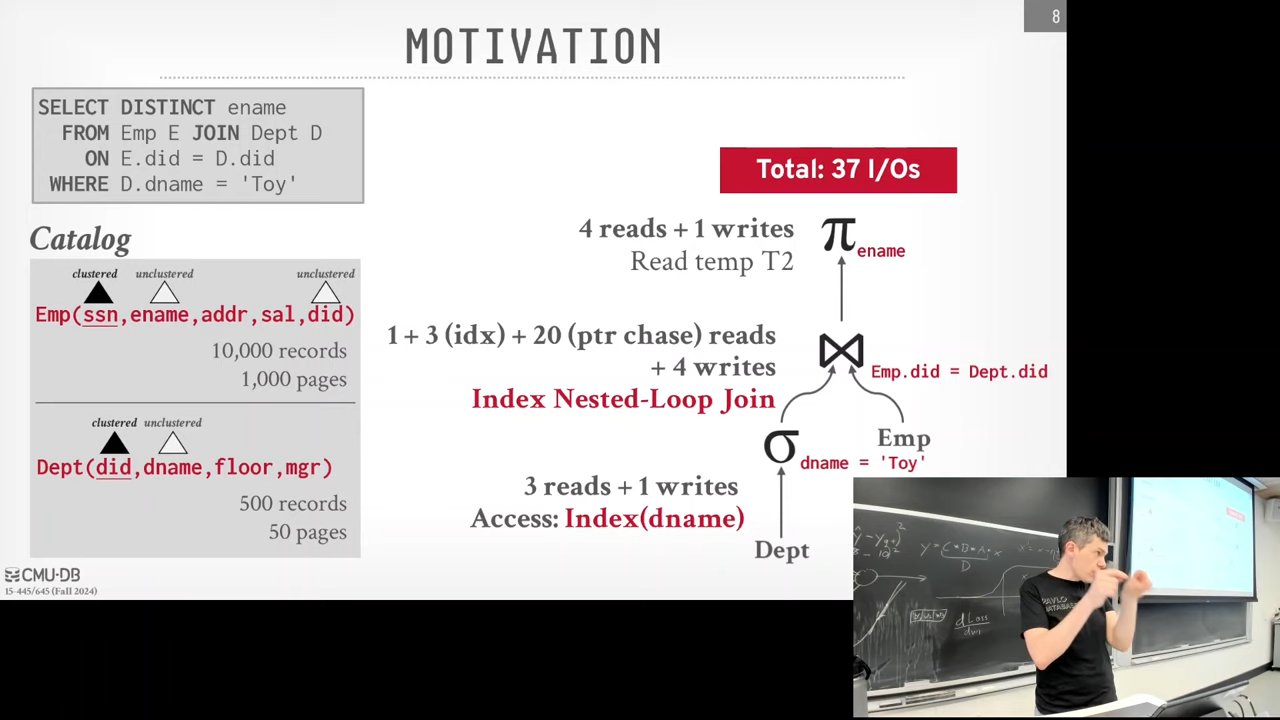 8
MOTIVATION
SELECT DISTINCT ename
FROM Emp E JOIN Dept D
ON E.did = D.did
WHERE D.dname = 'Toy'
Catalog
clustered unclustered unclustered
Emp(ssn,ename,addr,sal,did)
10,000 records
1,000 pages
clustered unclustered
Dept(did,dname,floor,mgr)
500 records
50 pages
Total: 37 I/Os
4 reads + 1 writes
Read temp T2
π ename
1 + 3 (idx) + 20 (ptr chase) reads
+ 4 writes
Index Nested-Loop Join
⋈ Emp.did = Dept.did
Emp
σ dname = 'Toy'
3 reads + 1 writes
Access: Index(dname)
Dept
CMU·DB
15-445/645 (Fall 2024)